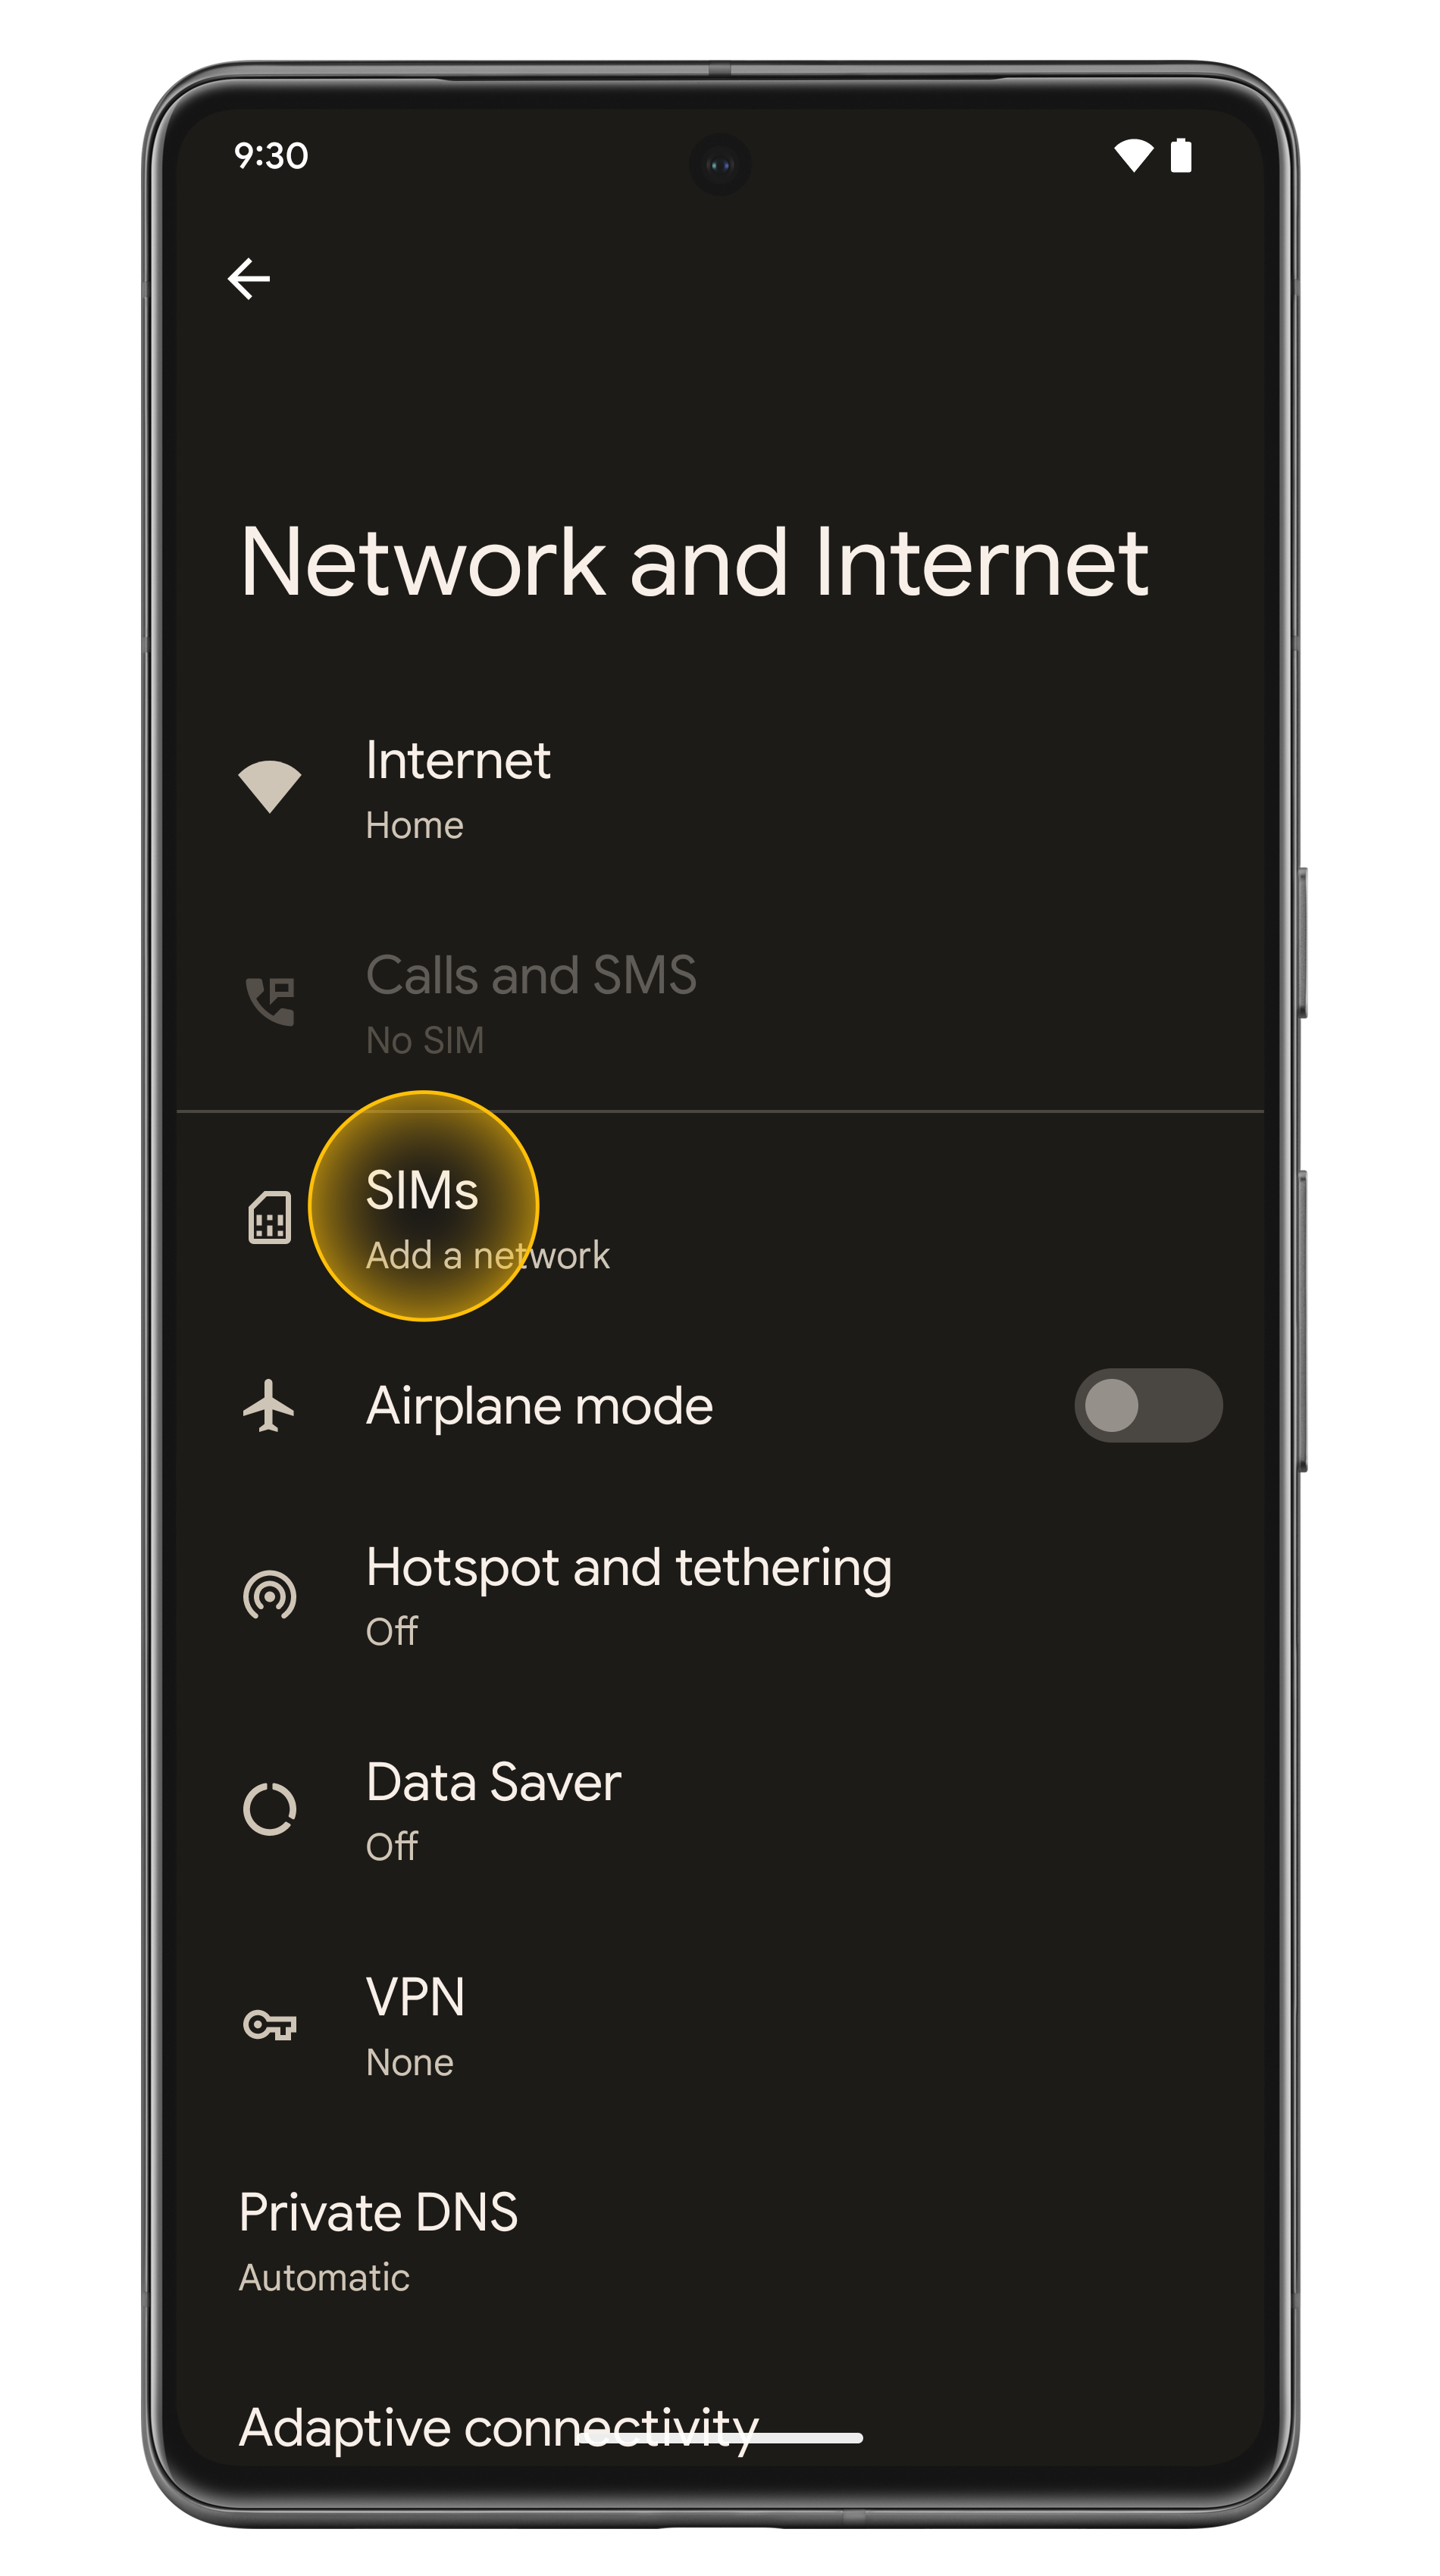 9:30
Network and Internet
Internet
Home
Calls and SMS
No SIM
SIMs
Add a network
Airplane mode
Hotspot and tethering
Off
Data Saver
Off
VPN
None
Private DNS
Automatic
Adaptive connectivity